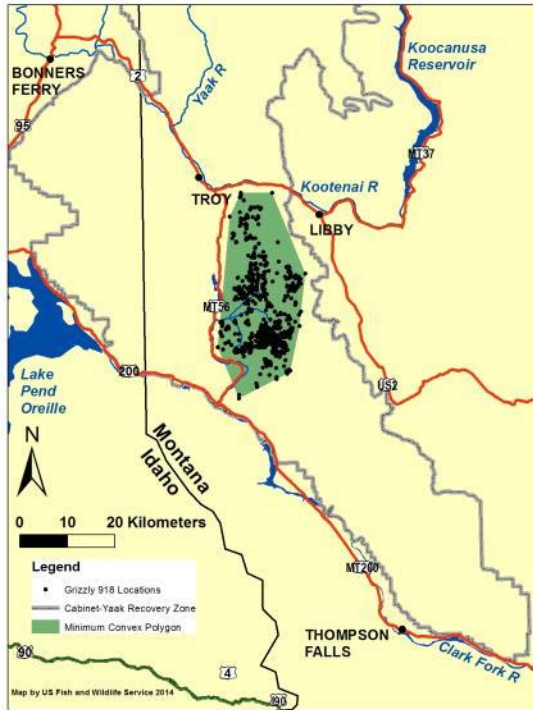 Koocanusa
Reservoir
BONNERS
FERRY
2
Yaak R
95
MT37
TROY
Kootenai R
LIBBY
MT56
Lake
Pend
Oreille
200
US2
N
Montana
Idaho
0 10 20 Kilometers
Legend
Grizzly 918 Locations
Cabinet-Yaak Recovery Zone
Minimum Convex Polygon
MT200
THOMPSON
FALLS
Clark Fork R
90
4
90
Map by US Fish and Wildlife Service 2014